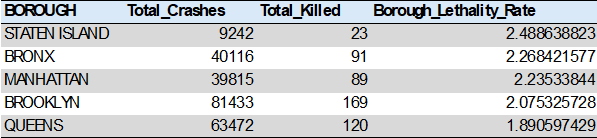 BOROUGH Total_Crashes Total_Killed Borough_Lethality_Rate
STATEN ISLAND 9242 23 2.488638823
BRONX 40116 91 2.268421577
MANHATTAN 39815 89 2.23533844
BROOKLYN 81433 169 2.075325728
QUEENS 63472 120 1.890597429